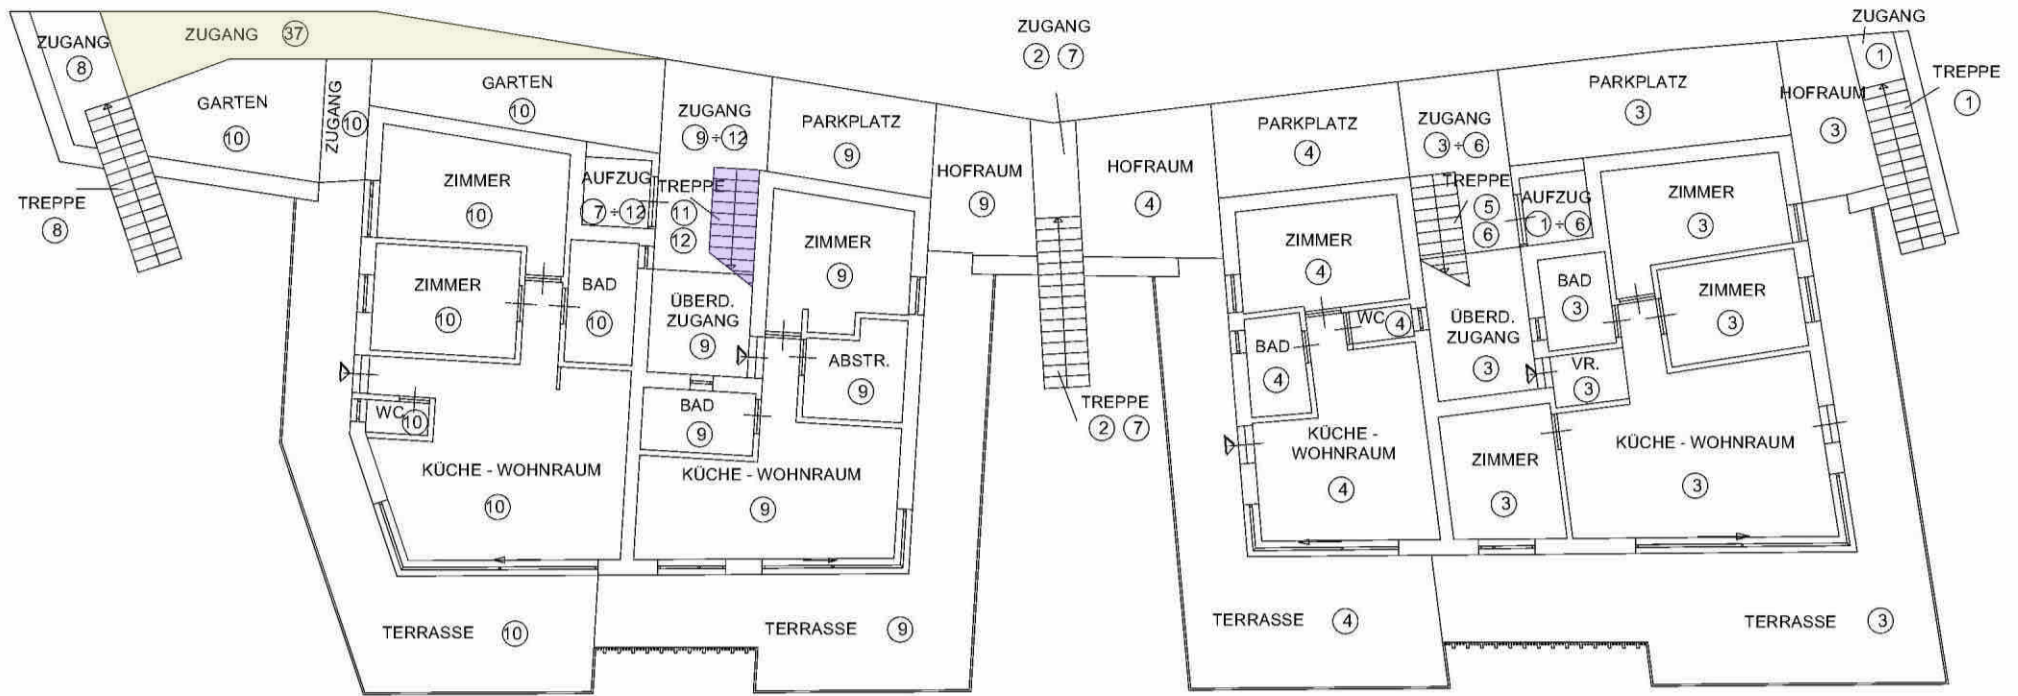 ZUGANG
8
ZUGANG 37
TREPPE
8
GARTEN
10
ZUGANG
10
GARTEN
10
ZUGANG
9 ÷ 12
PARKPLATZ
9
HOFRAUM
9
ZUGANG
2 7
HOFRAUM
4
PARKPLATZ
4
ZUGANG
3 ÷ 6
PARKPLATZ
3
HOFRAUM
3
ZUGANG
1
TREPPE
1
ZIMMER
10
AUFZUG
7 ÷ 12
TREPPE
11
12
ZIMMER
9
ZIMMER
10
BAD
10
ÜBERD.
ZUGANG
9
ABSTR.
9
WC 10
BAD
9
KÜCHE - WOHNRAUM
10
KÜCHE - WOHNRAUM
9
TERRASSE 10
TERRASSE 9
TREPPE
2 7
ZIMMER
4
TREPPE
5
6
AUFZUG
1 ÷ 6
ZIMMER
3
BAD
4
WC 4
ÜBERD.
ZUGANG
3
BAD
3
ZIMMER
3
VR.
3
KÜCHE -
WOHNRAUM
4
ZIMMER
3
KÜCHE - WOHNRAUM
3
TERRASSE 4
TERRASSE 3